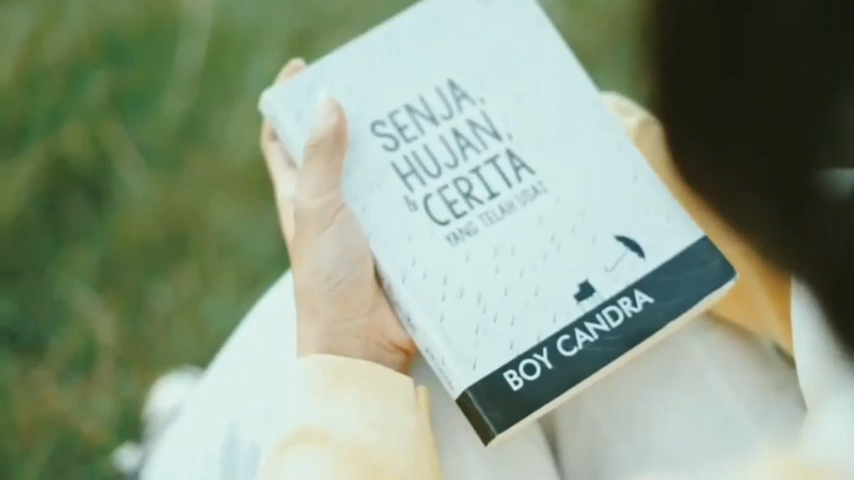 SENJA,
HUJAN,
& CERITA
YANG TELAH USAI
BOY CANDRA